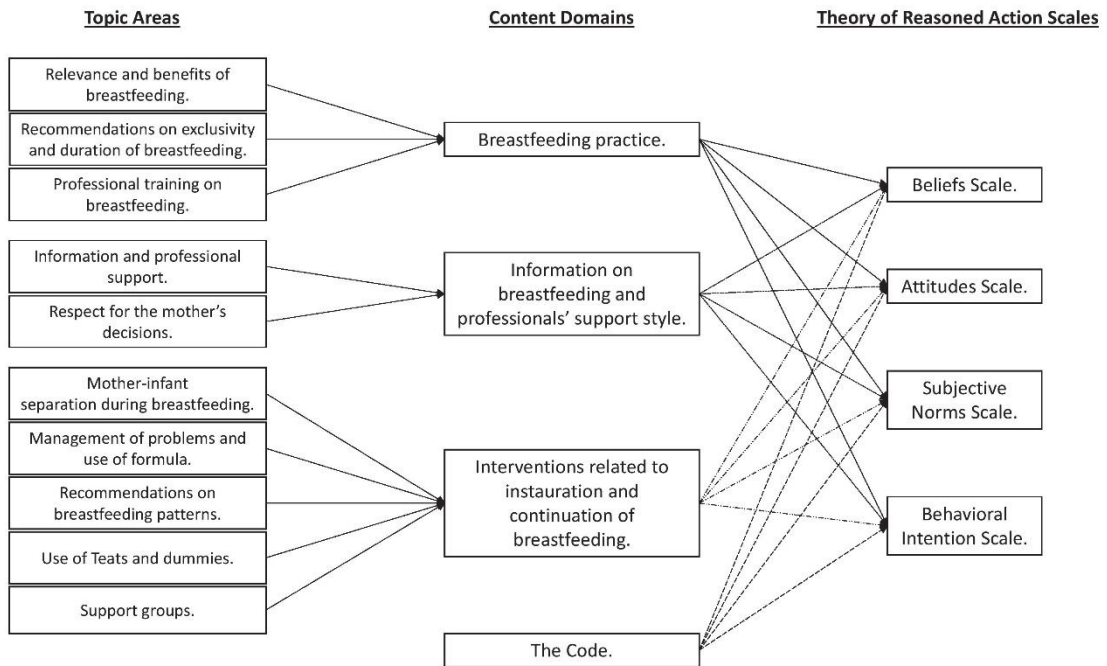 Topic Areas
Content Domains
Theory of Reasoned Action Scales
Relevance and benefits of
breastfeeding.
Recommendations on exclusivity
and duration of breastfeeding.
Professional training on
breastfeeding.
Information and professional
support.
Respect for the mother's
decisions.
Mother-infant
separation during breastfeeding.
Management of problems and
use of formula.
Recommendations on
breastfeeding patterns.
Use of Teats and dummies.
Support groups.
Breastfeeding practice.
Information on
breastfeeding and
professionals' support style.
Interventions related to
instauration and
continuation of
breastfeeding.
The Code.
Beliefs Scale.
Attitudes Scale.
Subjective
Norms Scale.
Behavioral
Intention Scale.